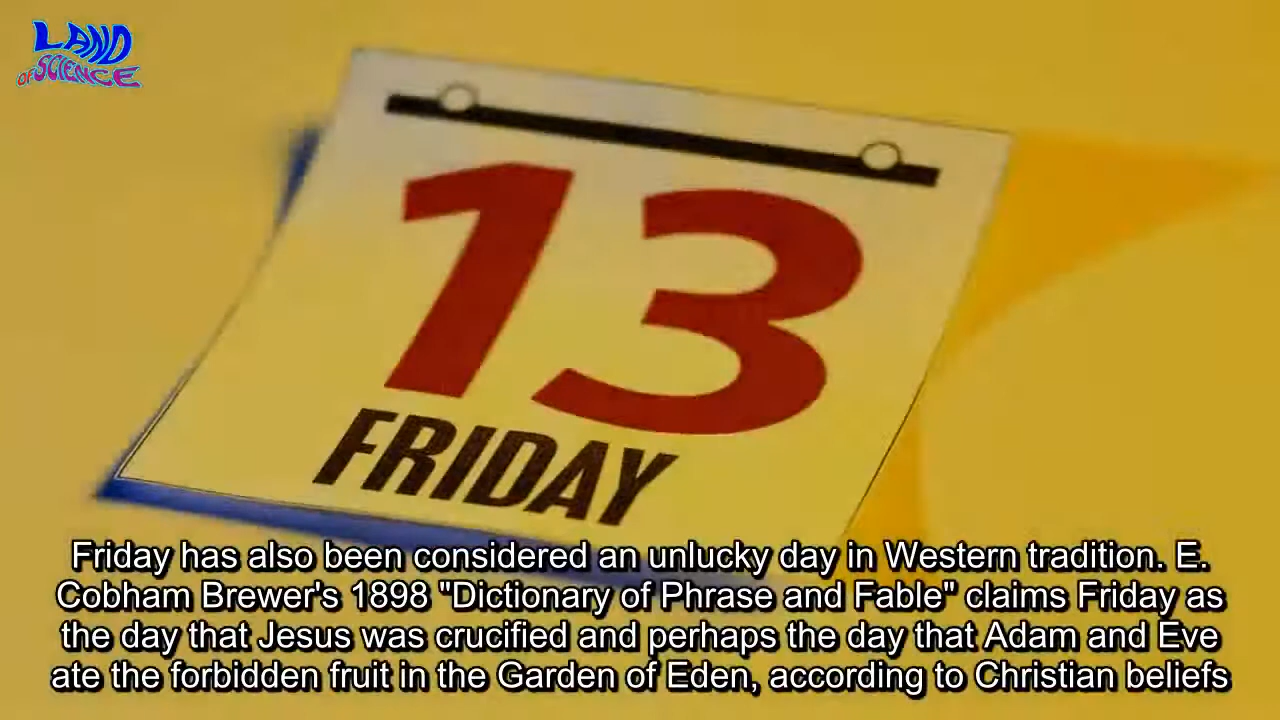 LAND
OF SCIENCE
13
FRIDAY
Friday has also been considered an unlucky day in Western tradition. E.
Cobham Brewer's 1898 "Dictionary of Phrase and Fable" claims Friday as
the day that Jesus was crucified and perhaps the day that Adam and Eve
ate the forbidden fruit in the Garden of Eden, according to Christian beliefs